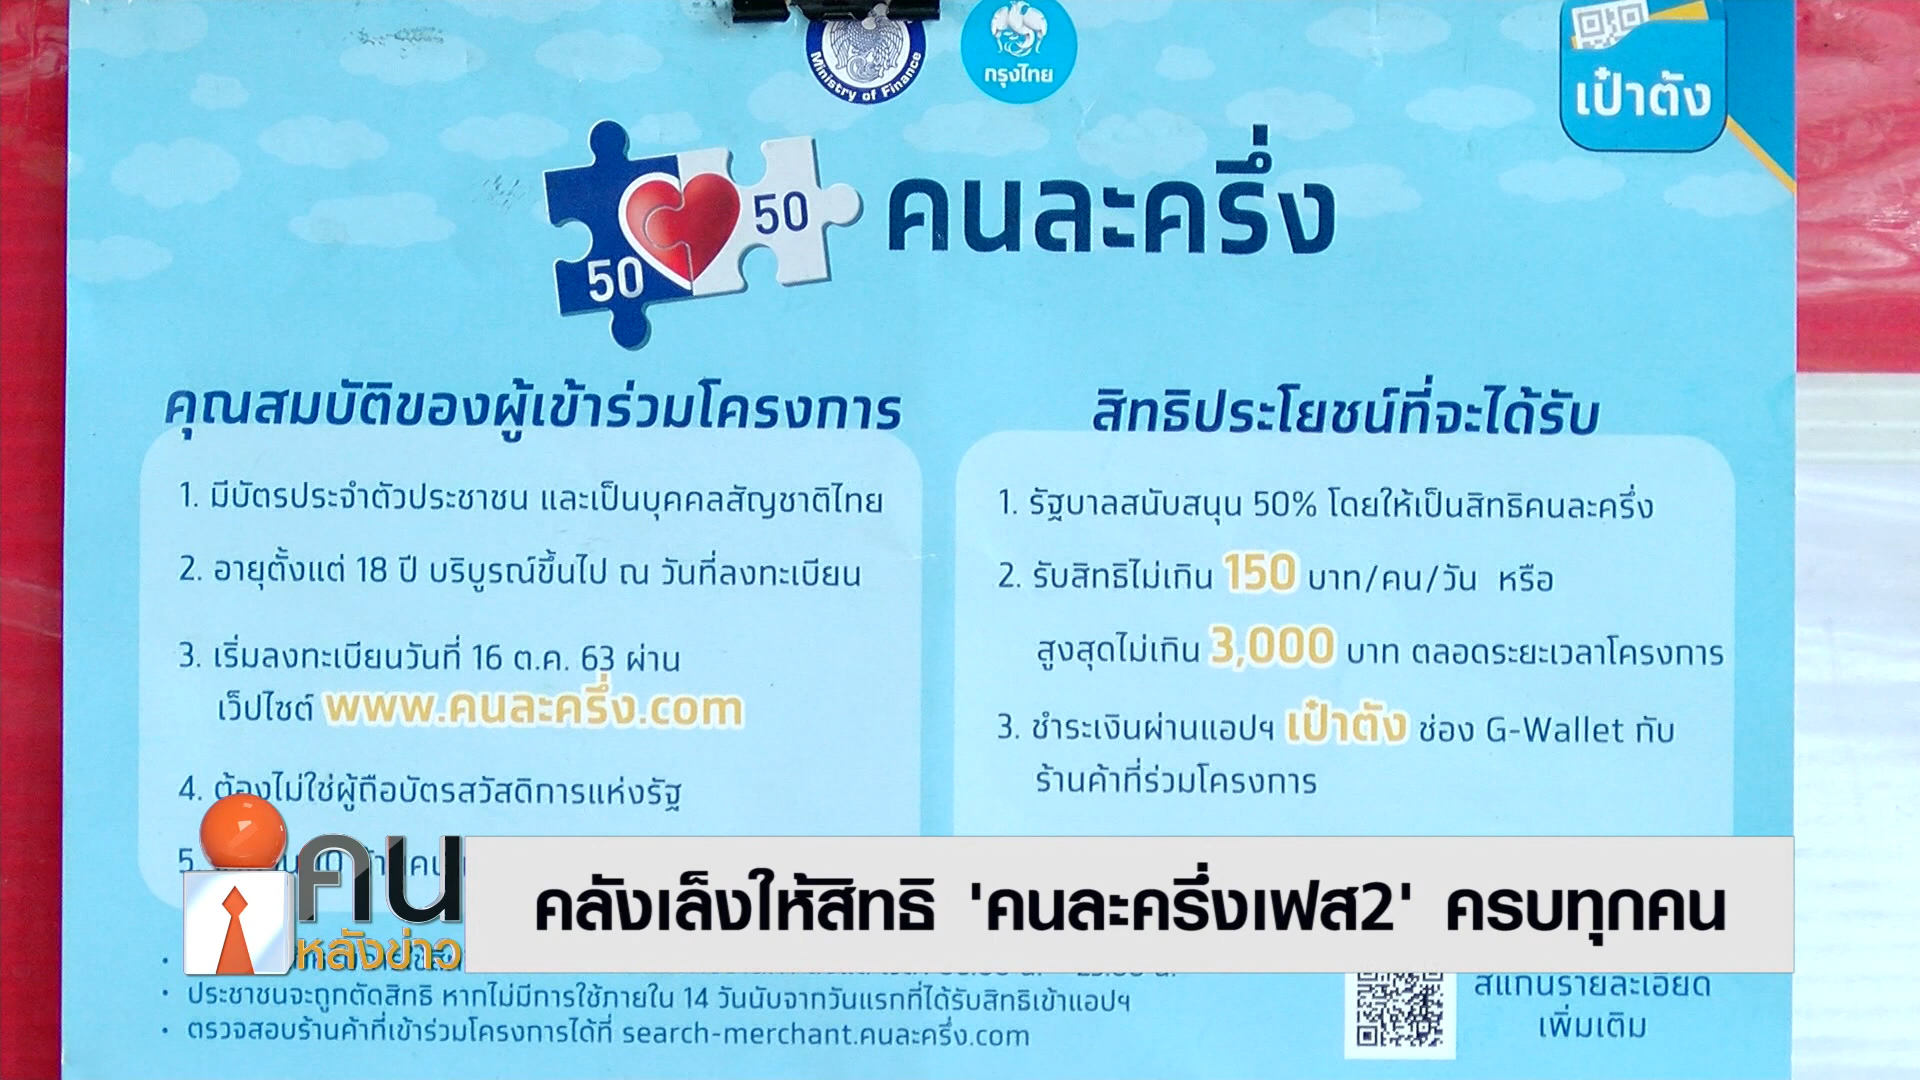 Ministry of Finance
กรุงไทย
เป๋าตัง
50
50
คนละครึ่ง
คุณสมบัติของผู้เข้าร่วมโครงการ
1. มีบัตรประจำตัวประชาชน และเป็นบุคคลสัญชาติไทย
2. อายุตั้งแต่ 18 ปี บริบูรณ์ขึ้นไป ณ วันที่ลงทะเบียน
3. เริ่มลงทะเบียนวันที่ 16 ต.ค. 63 ผ่าน
เว็ปไซต์ www.คนละครึ่ง.com
4. ต้องไม่ใช่ผู้ถือบัตรสวัสดิการแห่งรัฐ
5.
สิทธิประโยชน์ที่จะได้รับ
1. รัฐบาลสนับสนุน 50% โดยให้เป็นสิทธิคนละครึ่ง
2. รับสิทธิไม่เกิน 150 บาท/คน/วัน หรือ
สูงสุดไม่เกิน 3,000 บาท ตลอดระยะเวลาโครงการ
3. ชำระเงินผ่านแอปฯ เป๋าตัง ช่อง G-Wallet กับ
ร้านค้าที่ร่วมโครงการ
คนหลังข่าว
คลังเล็งให้สิทธิ 'คนละครึ่งเฟส2' ครบทุกคน
• ประชาชนจะถูกตัดสิทธิ หากไม่มีการใช้ภายใน 14 วันนับจากวันแรกที่ได้รับสิทธิเข้าแอปฯ
• ตรวจสอบร้านค้าที่เข้าร่วมโครงการได้ที่ search-merchant.คนละครึ่ง.com
สแกนรายละเอียด
เพิ่มเติม